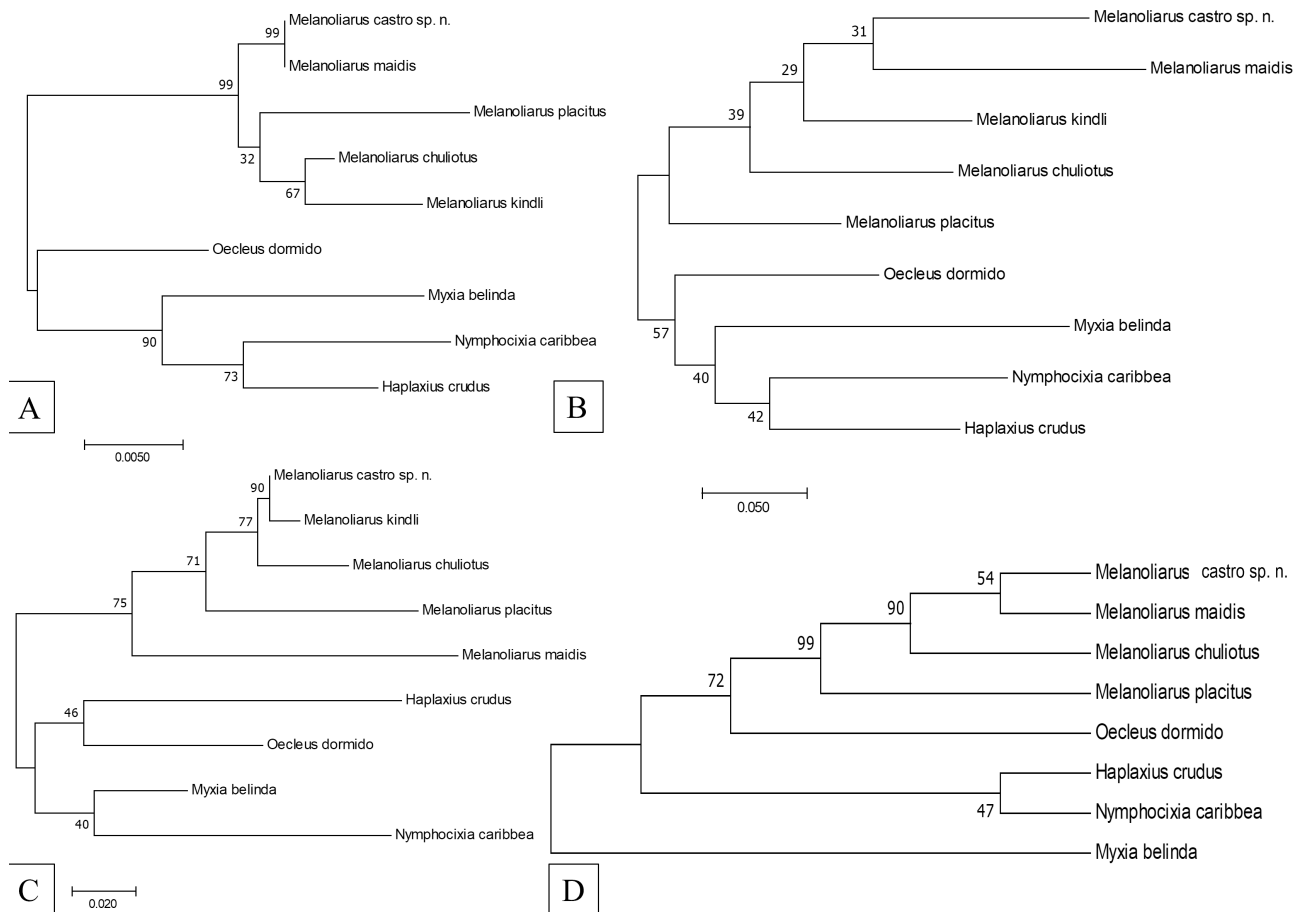 Melanoliarus castro sp. n.
99
Melanoliarus maidis
99
Melanoliarus placitus
32
Melanoliarus chuliotus
67
Melanoliarus kindli
Oecleus dormido
Myxia belinda
90
Nymphocixia caribbea
73
Haplaxius crudus
A
0.0050
Melanoliarus castro sp. n.
31
Melanoliarus maidis
29
Melanoliarus kindli
39
Melanoliarus chuliotus
Melanoliarus placitus
Oecleus dormido
57
Myxia belinda
40
Nymphocixia caribbea
42
Haplaxius crudus
B
0.050
Melanoliarus castro sp. n.
90
Melanoliarus kindli
77
Melanoliarus chuliotus
71
Melanoliarus placitus
75
Melanoliarus maidis
Haplaxius crudus
46
Oecleus dormido
Myxia belinda
40
Nymphocixia caribbea
C
0.020
Melanoliarus castro sp. n.
54
Melanoliarus maidis
90
Melanoliarus chuliotus
99
Melanoliarus placitus
72
Oecleus dormido
Haplaxius crudus
47
Nymphocixia caribbea
Myxia belinda
D